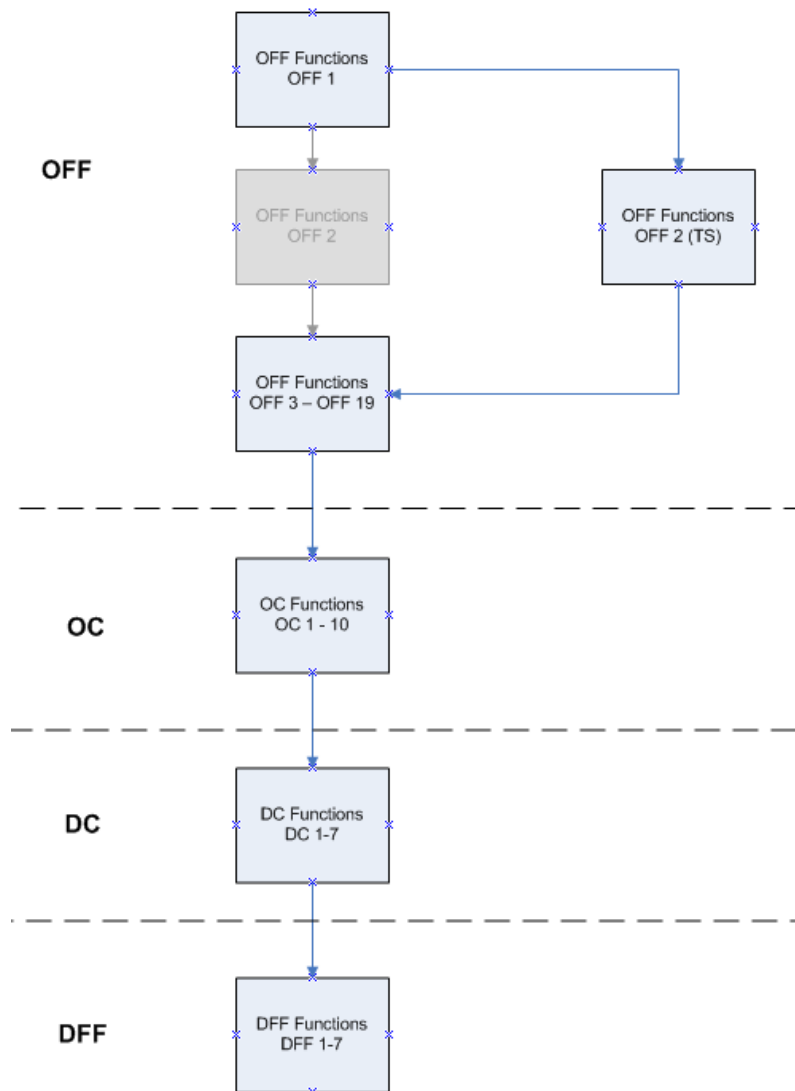 OFF Functions
OFF 1
OFF
OFF Functions
OFF 2
OFF Functions
OFF 2 (TS)
OFF Functions
OFF 3 – OFF 19
OC
OC Functions
OC 1 - 10
DC
DC Functions
DC 1-7
DFF
DFF Functions
DFF 1-7